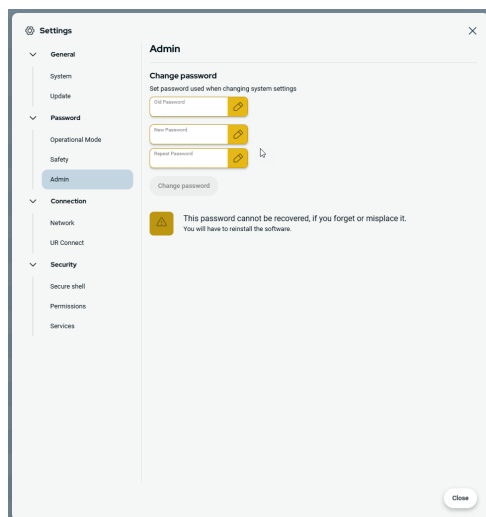 Settings
General
System
Update
Password
Operational Mode
Safety
Admin
Connection
Network
UR Connect
Security
Secure shell
Permissions
Services
Admin
Change password
Set password used when changing system settings
Old Password
New Password
Repeat Password
Change password
This password cannot be recovered, if you forget or misplace it.
You will have to reinstall the software.
Close